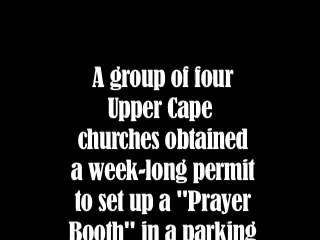 A group of four
Upper Cape
churches obtained
a week-long permit
to set up a "Prayer
Booth" in a parking